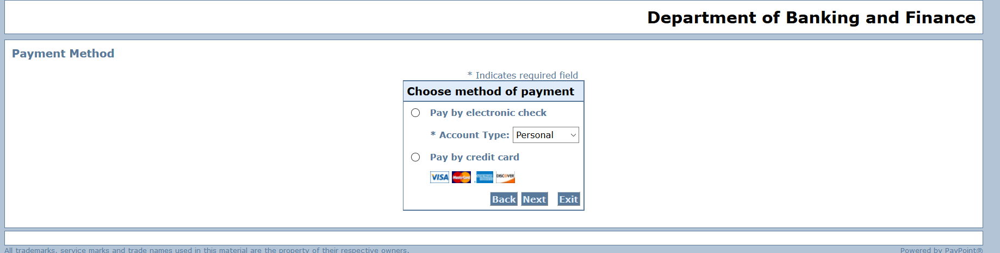 Department of Banking and Finance
Payment Method
* Indicates required field
Choose method of payment
Pay by electronic check
* Account Type: Personal
Pay by credit card
VISA MasterCard DISCOVER
Back Next Exit
All trademarks, service marks and trade names used in this material are the property of their respective owners.
Powered by PayPoint®